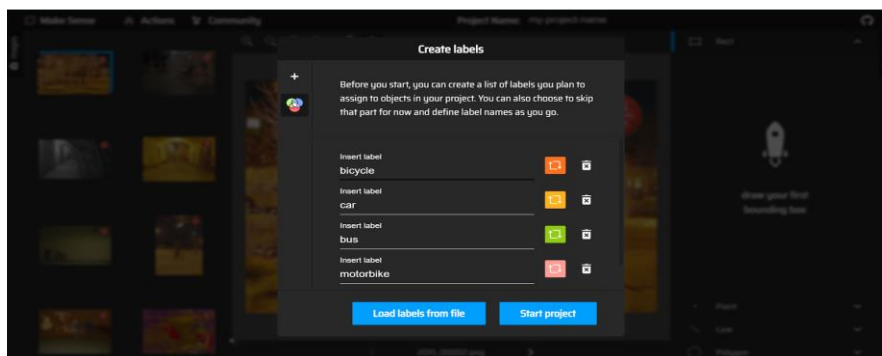 Make Sense
Actions
Community
Project Name: my-project-name
Create labels
Rect
Before you start, you can create a list of labels you plan to
assign to objects in your project. You can also choose to skip
that part for now and define label names as you go.
Insert label
bicycle
Insert label
car
draw your first
bounding box
Insert label
bus
Insert label
motorbike
Point
Load labels from file
Start project
Line
Polygon